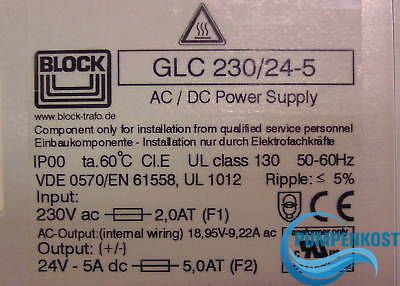 BLOCK
GLC 230/24-5
www.block-trafo.de
AC / DC Power Supply
Component only for installation from qualified service personnel
Einbaukomponente - Installation nur durch Elektrofachkräfte
IP00 ta.60°C Cl.E UL class 130 50-60Hz
VDE 0570/EN 61558, UL 1012 Ripple: ≤ 5%
Input:
230V ac 2,0AT (F1)
AC-Output:(internal wiring) 18,95V-9,22A ac
Output: (+/-)
24V - 5A dc 5,0AT (F2)
CE
only
PUMPENKOST